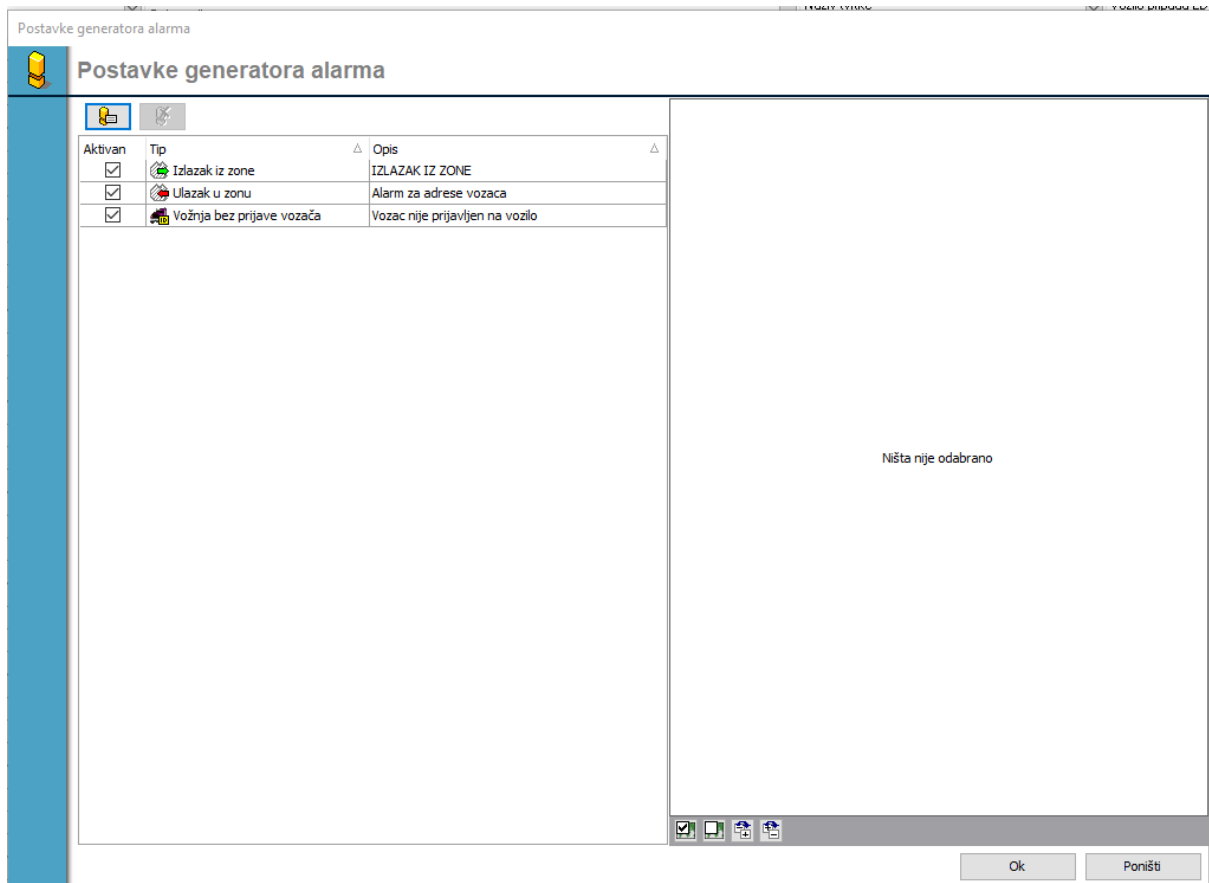 Postavke generatora alarma
Postavke generatora alarma
Aktivan Tip Opis
Izlazak iz zone IZLAZAK IZ ZONE
Ulazak u zonu Alarm za adrese vozaca
Vožnja bez prijave vozača Vozac nije prijavljen na vozilo
Ništa nije odabrano
Ok Poništi